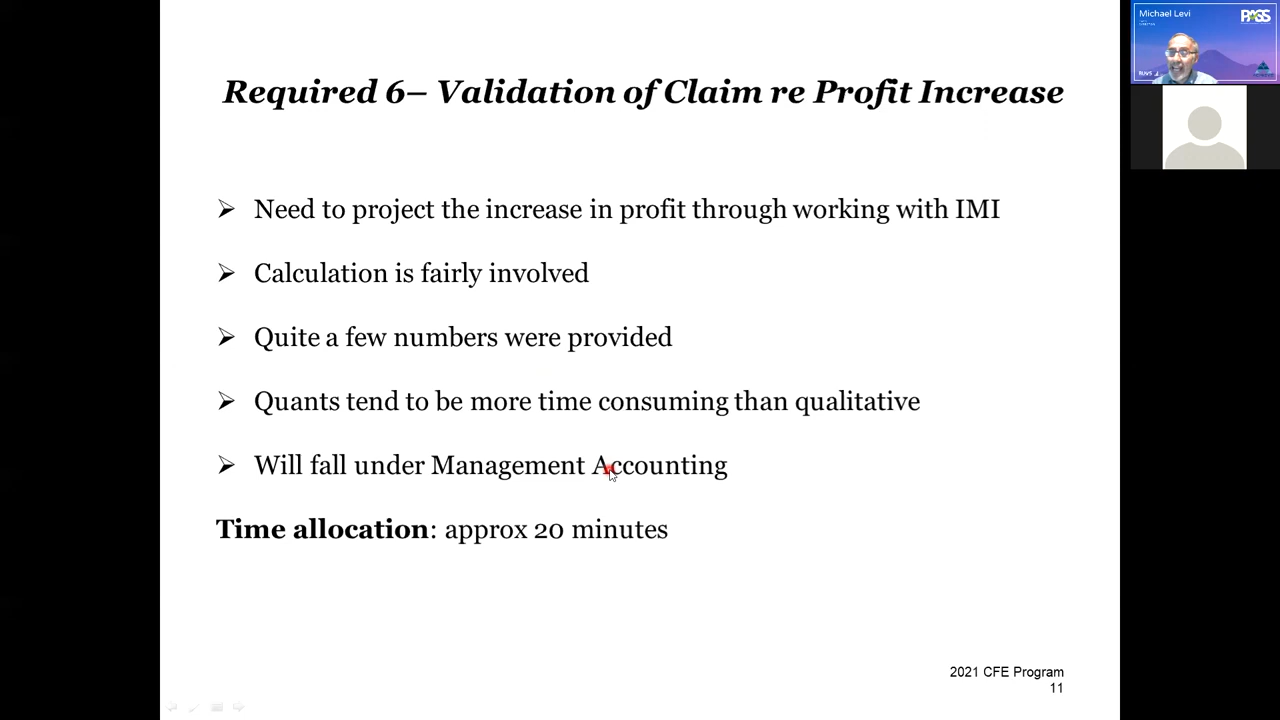 Required 6– Validation of Claim re Profit Increase
Need to project the increase in profit through working with IMI
Calculation is fairly involved
Quite a few numbers were provided
Quants tend to be more time consuming than qualitative
Will fall under Management Accounting
Time allocation: approx 20 minutes
2021 CFE Program
11
Michael Levi
PASS